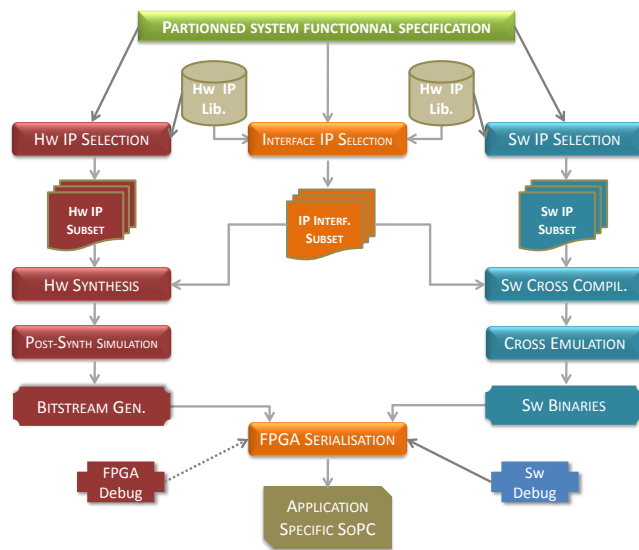 PARTIONNED SYSTEM FUNCTIONNAL SPECIFICATION
HW IP
LIB.
HW IP
LIB.
HW IP SELECTION
INTERFACE IP SELECTION
SW IP SELECTION
HW IP
SUBSET
IP INTERF.
SUBSET
SW IP
SUBSET
HW SYNTHESIS
SW CROSS COMPIL.
POST-SYNTH SIMULATION
CROSS EMULATION
BITSTREAM GEN.
SW BINARIES
FPGA SERIALISATION
FPGA
DEBUG
SW
DEBUG
APPLICATION
SPECIFIC SOPC